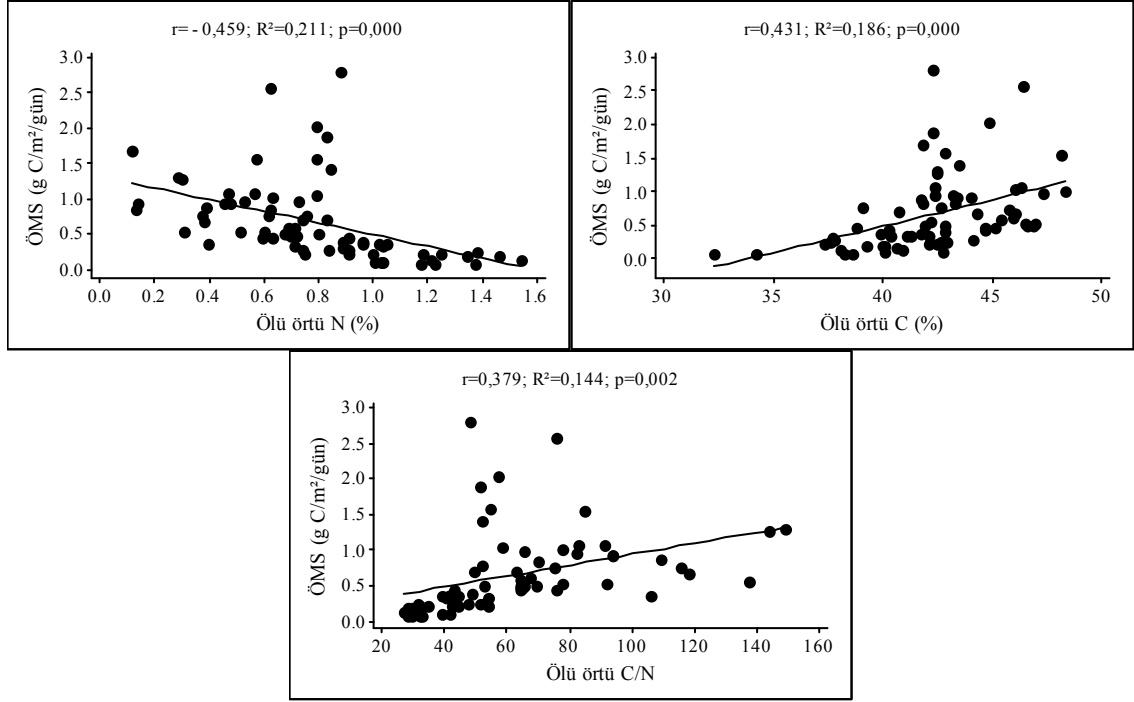 r= - 0,459; R²=0,211; p=0,000
ÖMS (g C/m²/gün)
3.0
2.5
2.0
1.5
1.0
0.5
0.0
0.0 0.2 0.4 0.6 0.8 1.0 1.2 1.4 1.6
Ölü örtü N (%)
r=0,431; R²=0,186; p=0,000
ÖMS (g C/m²/gün)
3.0
2.5
2.0
1.5
1.0
0.5
0.0
30 35 40 45 50
Ölü örtü C (%)
r=0,379; R²=0,144; p=0,002
ÖMS (g C/m²/gün)
3.0
2.5
2.0
1.5
1.0
0.5
0.0
20 40 60 80 100 120 140 160
Ölü örtü C/N